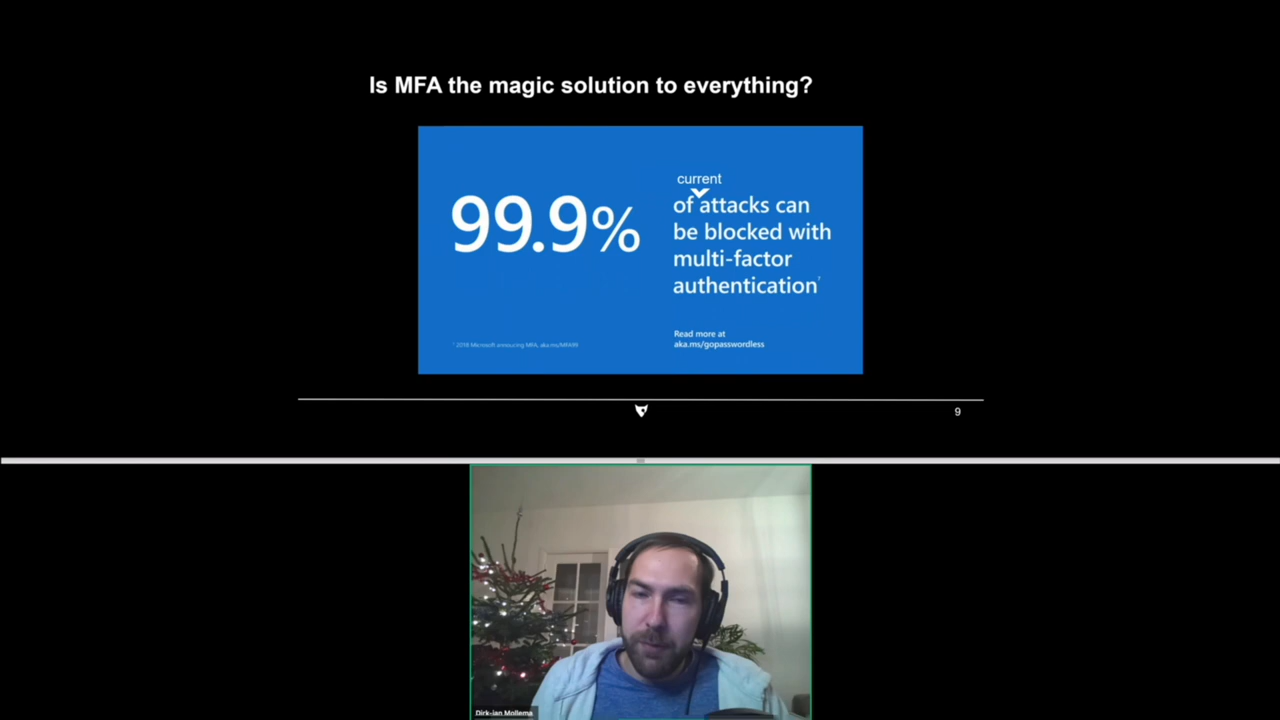 Is MFA the magic solution to everything?
current
99.9%
of attacks can
be blocked with
multi-factor
authentication
Read more at
aka.ms/gopasswordless
9
Dirk-jan Mollema